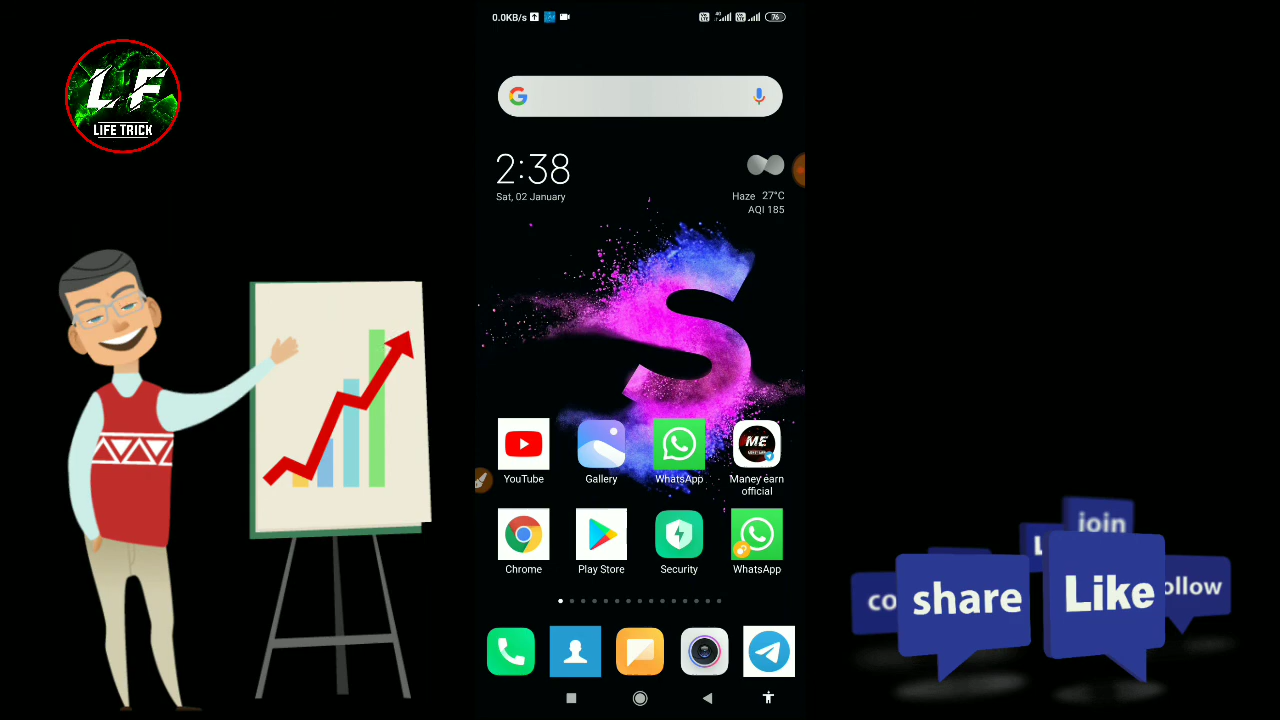 0.0KB/s
76
LF
LIFE TRICK
2:38
Sat, 02 January
Haze 27°C
AQI 185
S
YouTube
Gallery
WhatsApp
ME
Maney earn
official
Chrome
Play Store
Security
WhatsApp
join
L
co
share
Like
ollow